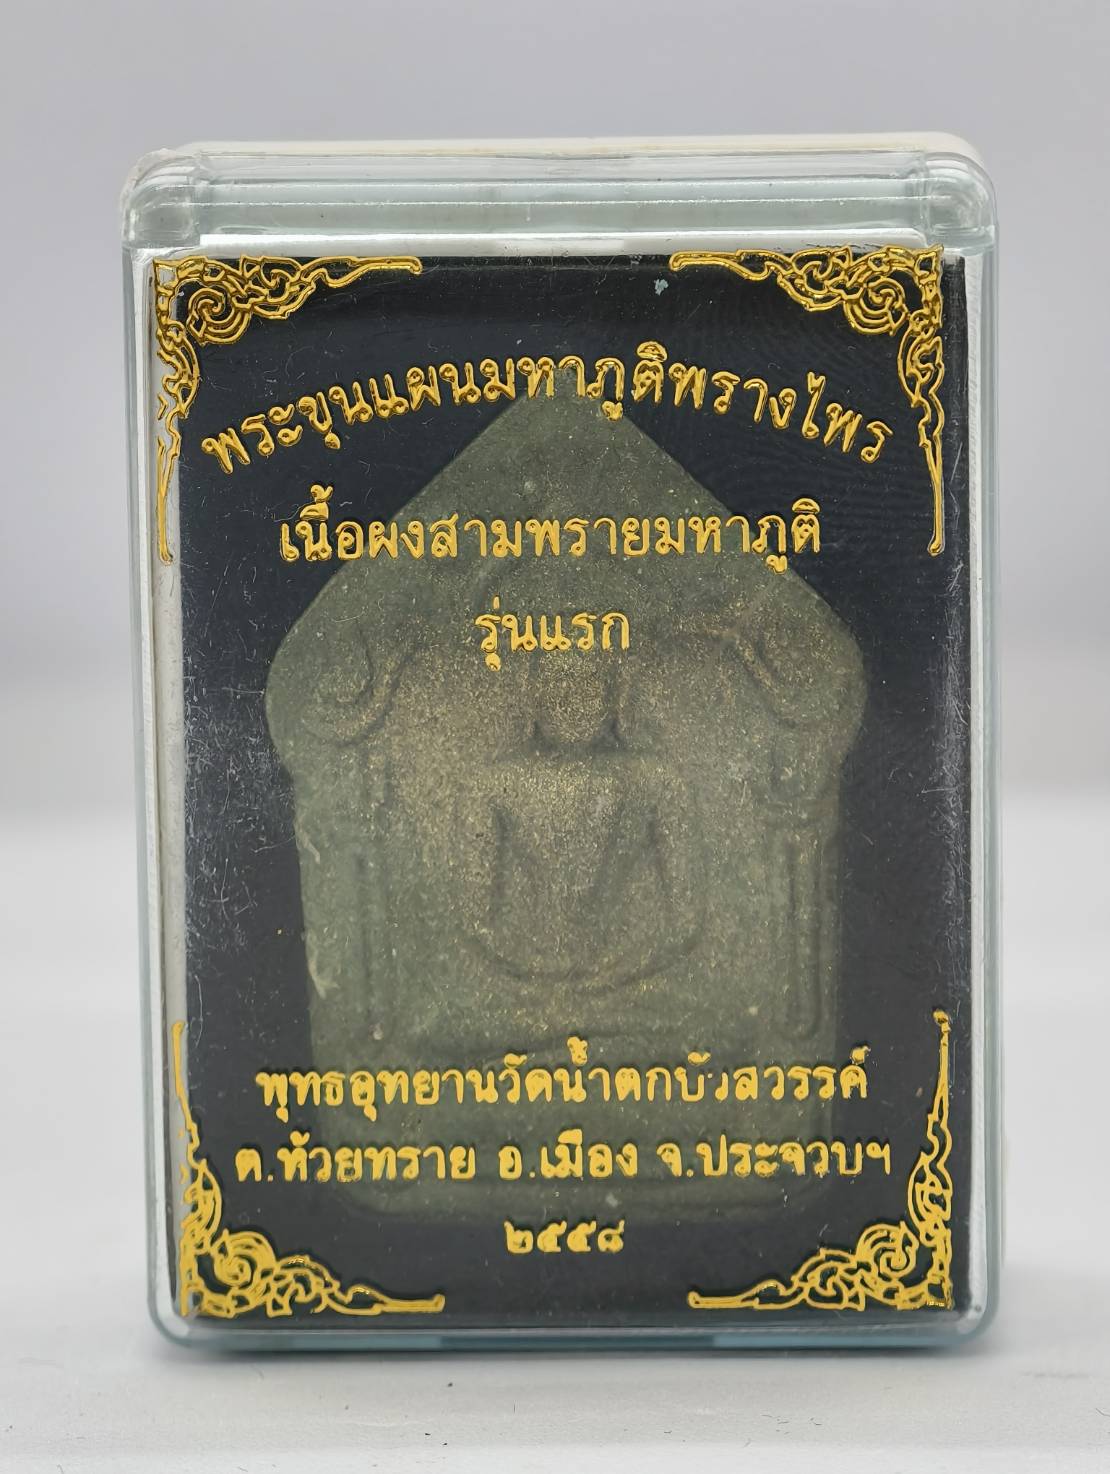 พระขุนแผนมหาภูติพรางไพร
เนื้อผงสามพรายมหาภูติ
รุ่นแรก
พุทธอุทยานวัดน้ำตกบัวสวรรค์
ต.ห้วยทราย อ.เมือง จ.ประจวบฯ
๒๕๕๘